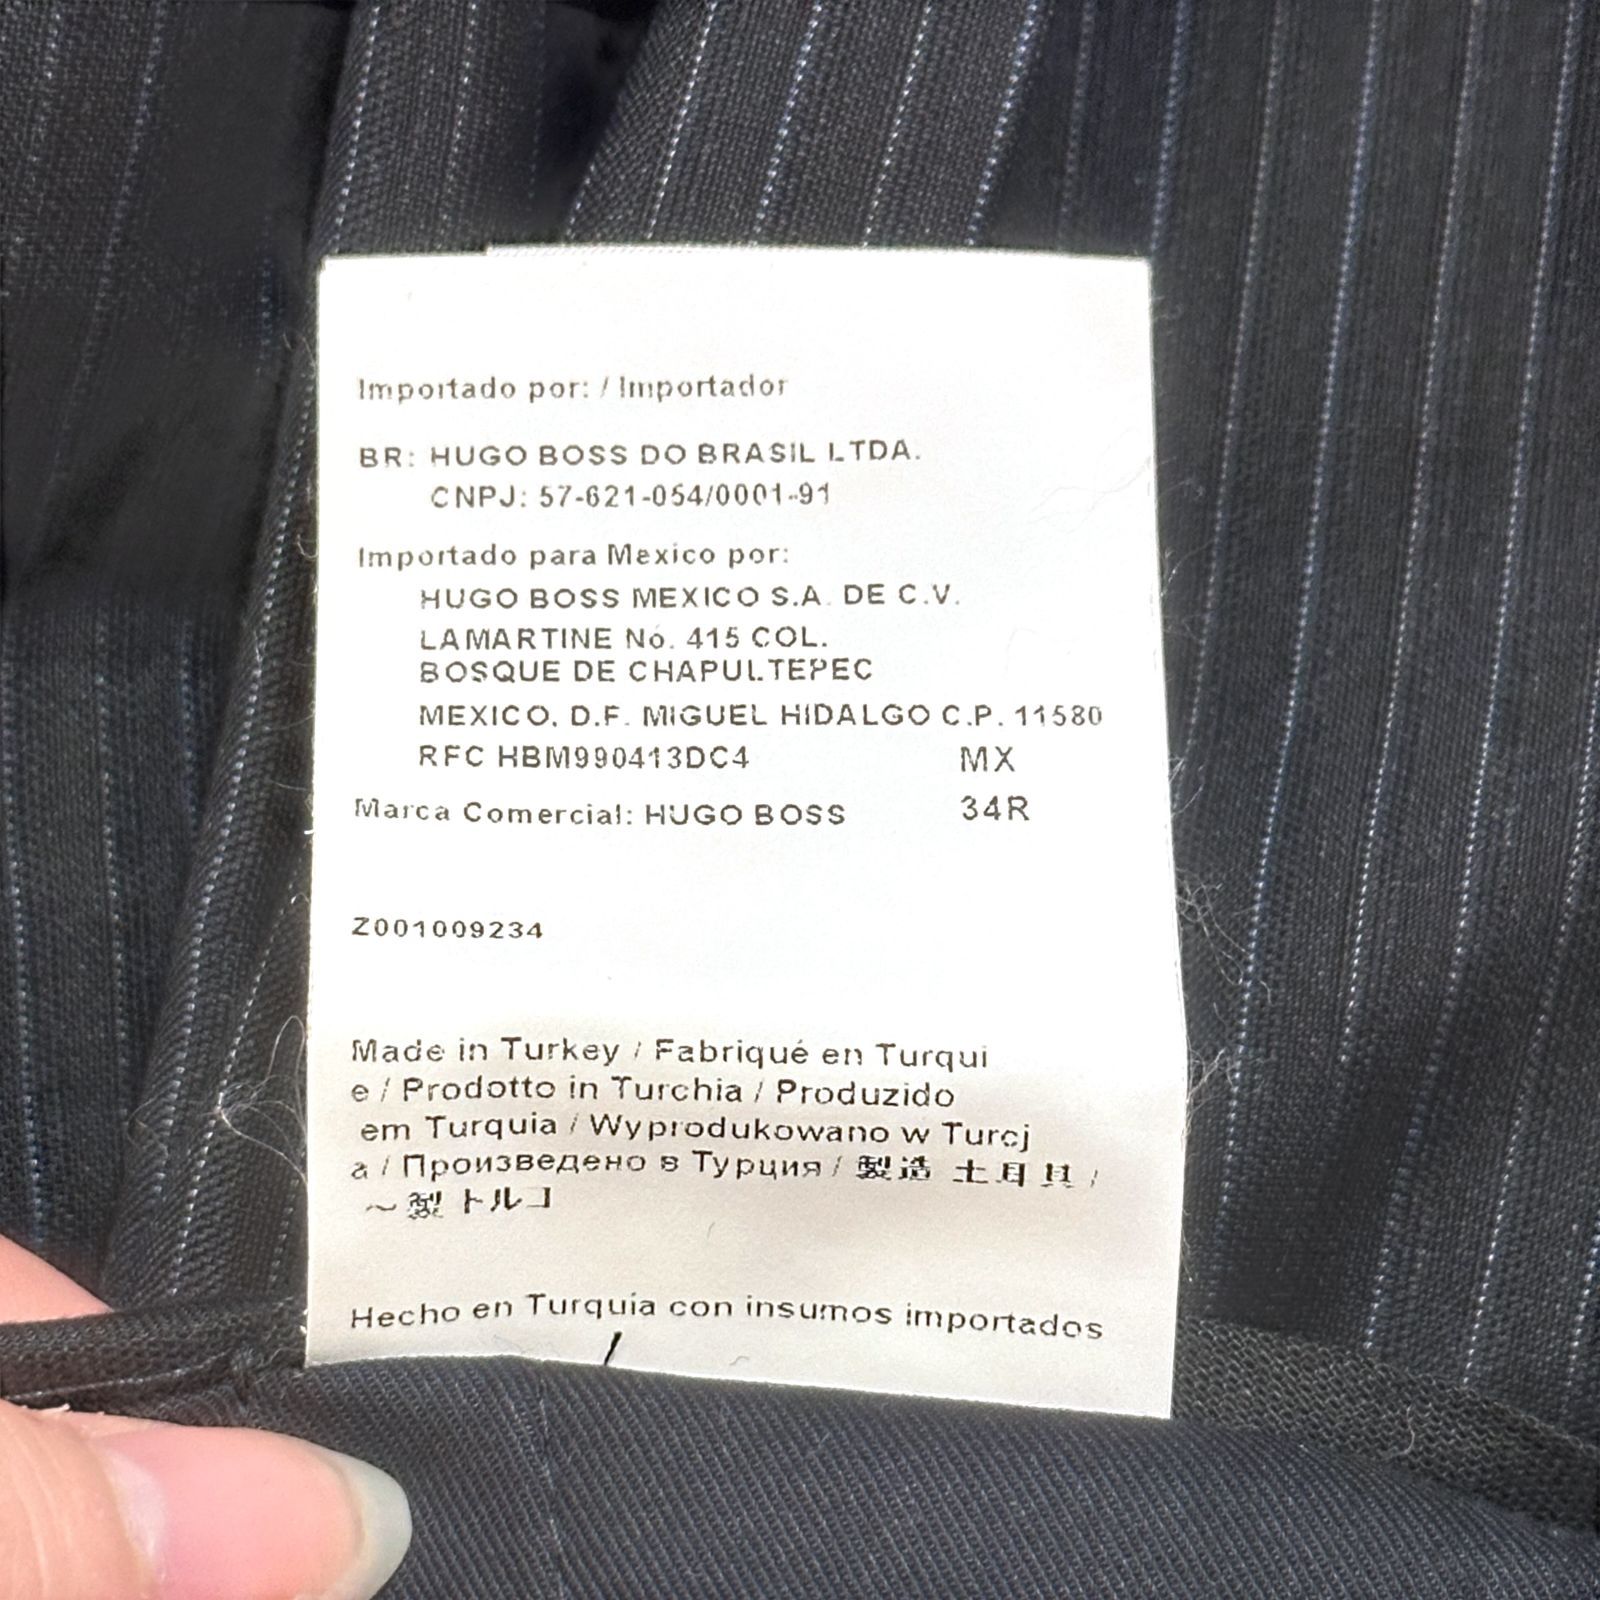 Importado por: / Importador
BR: HUGO BOSS DO BRASIL LTDA.
CNPJ: 57-621-054/0001-91
Importado para Mexico por:
HUGO BOSS MEXICO S.A. DE C.V.
LAMARTINE No. 415 COL.
BOSQUE DE CHAPULTEPEC
MEXICO, D.F. MIGUEL HIDALGO C.P. 11580
RFC HBM990413DC4 MX
Marca Comercial: HUGO BOSS 34R
Z001009234
Made in Turkey / Fabriqué en Turqui
e / Prodotto in Turchia / Produzido
em Turquia / Wyprodukowano w Turcj
a / Произведено в Турция / 製造 土耳其 /
～製 トルコ
Hecho en Turquía con insumos importados